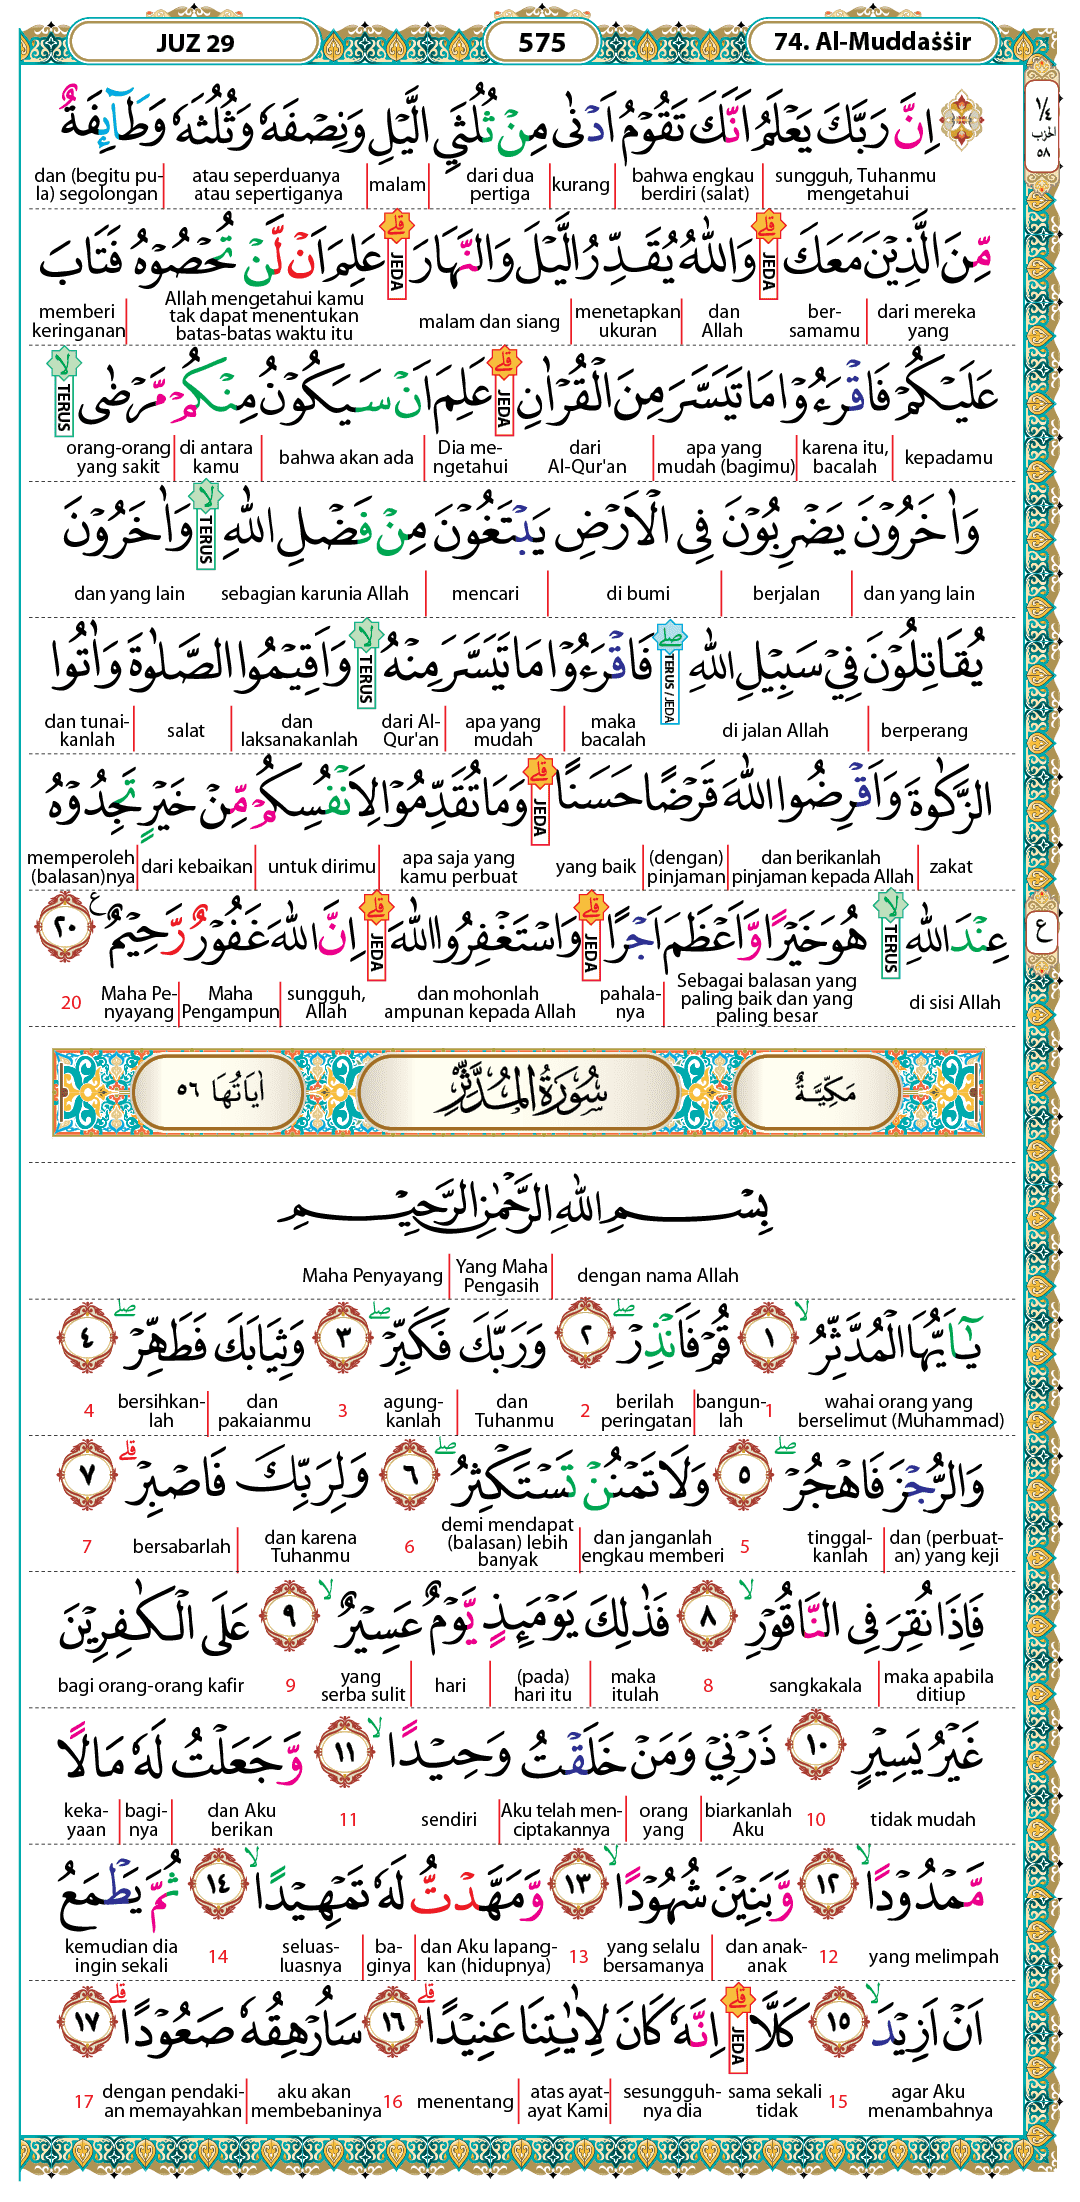 JUZ 29 575 74. Al-Muddaṡṡir
١/٤ الحزب ٥٨
اِنَّ رَبَّكَ يَعْلَمُ اَنَّكَ تَقُوْمُ اَدْنٰى مِنْ ثُلُثَيِ الَّيْلِ وَنِصْفَهٗ وَثُلُثَهٗ وَطَاۤىِٕفَةٌ
sungguh, Tuhanmu mengetahui | bahwa engkau berdiri (salat) | kurang | dari dua pertiga | malam | atau seperduanya atau sepertiganya | dan (begitu pula) segolongan
مِّنَ الَّذِيْنَ مَعَكَ ۗ JEDA وَاللّٰهُ يُقَدِّرُ الَّيْلَ وَالنَّهَارَ ۗ JEDA عَلِمَ اَنْ لَّنْ تُحْصُوْهُ فَتَابَ
dari mereka yang | bersamamu | dan Allah | menetapkan ukuran | malam dan siang | Allah mengetahui kamu tak dapat menentukan batas-batas waktu itu | memberi keringanan
عَلَيْكُمْ فَاقْرَءُوْا مَا تَيَسَّرَ مِنَ الْقُرْاٰنِ ۗ JEDA عَلِمَ اَنْ سَيَكُوْنُ مِنْكُمْ مَّرْضٰى ۙ TERUS
kepadamu | karena itu, bacalah | apa yang mudah (bagimu) | dari Al-Qur'an | Dia mengetahui | bahwa akan ada | di antara kamu | orang-orang yang sakit
وَاٰخَرُوْنَ يَضْرِبُوْنَ فِى الْاَرْضِ يَبْتَغُوْنَ مِنْ فَضْلِ اللّٰهِ ۙ TERUS وَاٰخَرُوْنَ
dan yang lain | berjalan | di bumi | mencari | sebagian karunia Allah | dan yang lain
يُقَاتِلُوْنَ فِيْ سَبِيْلِ اللّٰهِ ۖ TERUS / JEDA فَاقْرَءُوْا مَا تَيَسَّرَ مِنْهُ ۙ TERUS وَاَقِيْمُوا الصَّلٰوةَ وَاٰتُوا
berperang | di jalan Allah | maka bacalah | apa yang mudah | dari Al-Qur'an | dan laksanakanlah | salat | dan tunaikanlah
الزَّكٰوةَ وَاَقْرِضُوا اللّٰهَ قَرْضًا حَسَنًا ۗ JEDA وَمَا تُقَدِّمُوْا لِاَنْفُسِكُمْ مِّنْ خَيْرٍ تَجِدُوْهُ
zakat | dan berikanlah pinjaman kepada Allah | (dengan) pinjaman | yang baik | apa saja yang kamu perbuat | untuk dirimu | dari kebaikan | memperoleh (balasan)nya
عِنْدَ اللّٰهِ ۙ TERUS هُوَ خَيْرًا وَّاَعْظَمَ اَجْرًا ۗ JEDA وَاسْتَغْفِرُوا اللّٰهَ ۗ JEDA اِنَّ اللّٰهَ غَفُوْرٌ رَّحِيْمٌ ࣖ ٢٠ ع
di sisi Allah | Sebagai balasan yang paling baik dan yang paling besar | pahalanya | dan mohonlah ampunan kepada Allah | sungguh, Allah | Maha Pengampun | Maha Penyayang 20
مَكِّيَّةٌ سُوْرَةُ الْمُدَّثِّرِ اٰيَاتُهَا ٥٦
بِسْمِ اللّٰهِ الرَّحْمٰنِ الرَّحِيْمِ
dengan nama Allah | Yang Maha Pengasih | Maha Penyayang
يٰٓاَيُّهَا الْمُدَّثِّرُ ۙ ١ قُمْ فَاَنْذِرْ ۖ ٢ وَرَبَّكَ فَكَبِّرْ ۖ ٣ وَثِيَابَكَ فَطَهِّرْ ۖ ٤
wahai orang yang berselimut (Muhammad) 1 bangunlah | berilah peringatan 2 dan Tuhanmu | agungkanlah 3 dan pakaianmu | bersihkanlah 4
وَالرُّجْزَ فَاهْجُرْ ۖ ٥ وَلَا تَمْنُنْ تَسْتَكْثِرُ ۖ ٦ وَلِرَبِّكَ فَاصْبِرْ ۗ ٧
dan (perbuatan) yang keji | tinggalkanlah 5 dan janganlah engkau memberi | demi mendapat (balasan) lebih banyak 6 dan karena Tuhanmu | bersabarlah 7
فَاِذَا نُقِرَ فِى النَّاقُوْرِ ۙ ٨ فَذٰلِكَ يَوْمَىِٕذٍ يَّوْمٌ عَسِيْرٌ ۙ ٩ عَلَى الْكٰفِرِيْنَ
maka apabila ditiup | sangkakala 8 maka itulah | (pada) hari itu | hari | yang serba sulit 9 bagi orang-orang kafir
غَيْرُ يَسِيْرٍ ١٠ ذَرْنِيْ وَمَنْ خَلَقْتُ وَحِيْدًا ۙ ١١ وَّجَعَلْتُ لَهٗ مَالًا
tidak mudah 10 biarkanlah Aku | orang yang | Aku telah menciptakannya | sendiri 11 dan Aku berikan | baginya | kekayaan
مَّمْدُوْدًا ١٢ وَّبَنِيْنَ شُهُوْدًا ۙ ١٣ وَّمَهَّدْتُّ لَهٗ تَمْهِيْدًا ۙ ١٤ ثُمَّ يَطْمَعُ
yang melimpah 12 dan anak-anak | yang selalu bersamanya 13 dan Aku lapangkan (hidupnya) | baginya | seluas-luasnya 14 kemudian dia ingin sekali
اَنْ اَزِيْدَ ۙ ١٥ كَلَّا ۗ JEDA اِنَّهٗ كَانَ لِاٰيٰتِنَا عَنِيْدًا ۗ ١٦ سَاُرْهِقُهٗ صَعُوْدًا ۗ ١٧
agar Aku menambahnya 15 sama sekali tidak | sesungguhnya dia | atas ayat-ayat Kami | menentang 16 aku akan membebaninya | dengan pendakian memayahkan 17